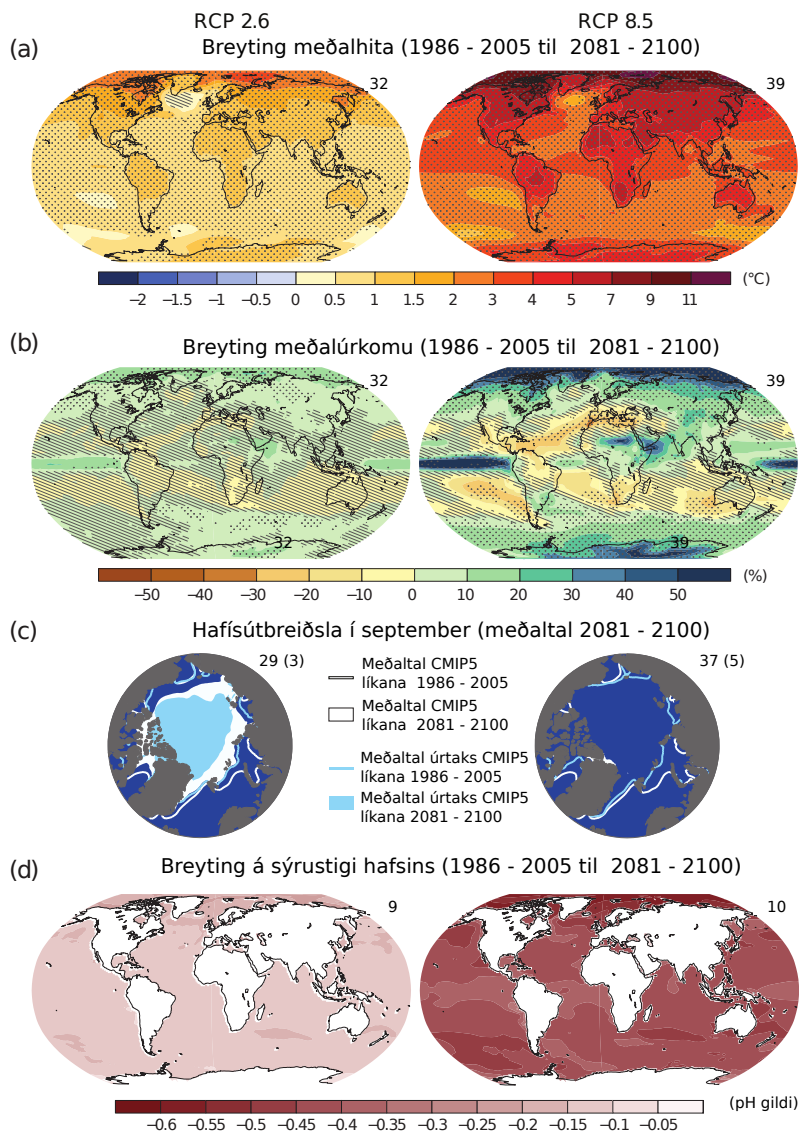 RCP 2.6 RCP 8.5
(a) Breyting meðalhita (1986 - 2005 til 2081 - 2100)
32 39
−2 −1.5 −1 −0.5 0 0.5 1 1.5 2 3 4 5 7 9 11 (°C)
(b) Breyting meðalúrkomu (1986 - 2005 til 2081 - 2100)
32 39
32 39
−50 −40 −30 −20 −10 0 10 20 30 40 50 (%)
(c) Hafísútbreiðsla í september (meðaltal 2081 - 2100)
29 (3) 37 (5)
Meðaltal CMIP5
líkana 1986 - 2005
Meðaltal CMIP5
líkana 2081 - 2100
Meðaltal úrtaks CMIP5
líkana 1986 - 2005
Meðaltal úrtaks CMIP5
líkana 2081 - 2100
(d) Breyting á sýrustigi hafsins (1986 - 2005 til 2081 - 2100)
9 10
−0.6 −0.55 −0.5 −0.45 −0.4 −0.35 −0.3 −0.25 −0.2 −0.15 −0.1 −0.05 (pH gildi)